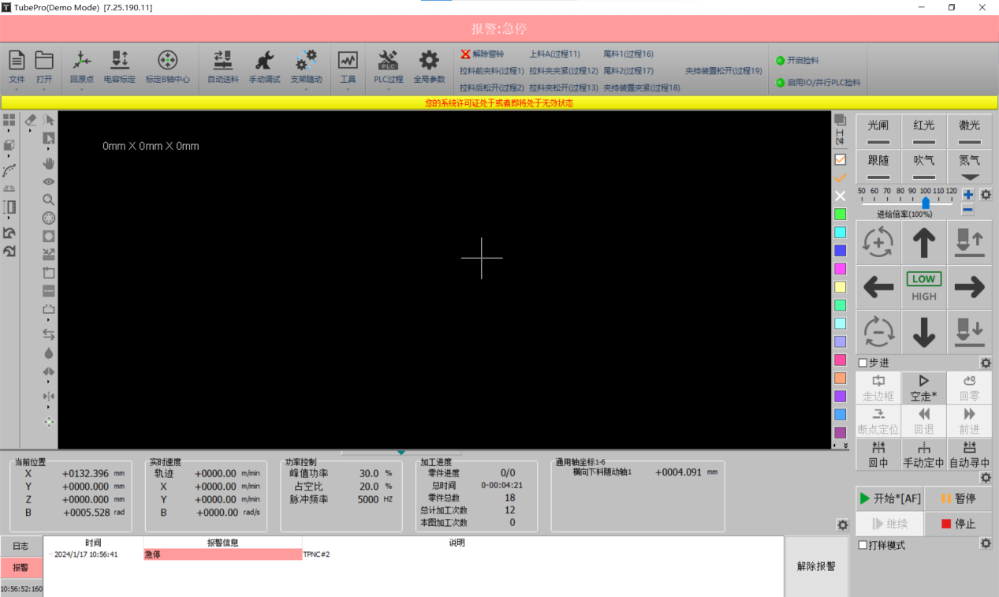 TubePro(Demo Mode) [7.25.190.11]
报警:急停
文件 打开 回原点 电容标定 标定B轴中心 自动送料 手动调试 支架随动 工具 PLC PLC过程 全局参数
解除警铃 上料A(过程11) 尾料1(过程16)
拉料前夹料(过程1) 拉料夹夹紧(过程12) 尾料2(过程17) 夹持装置松开(过程19)
拉料后松开(过程2) 拉料夹松开(过程13) 夹持装置夹紧(过程18)
开启捡料
启用IO/并行PLC捡料
您的系统许可证处于或者即将处于无效状态
0mm X 0mm X 0mm
工艺
光闸 红光 激光
跟随 吹气 氮气
50 60 70 80 90 100 110 120
进给倍率(100%)
LOW
HIGH
步进
走边框 空走* 回零
断点定位 回退 前进
回中 手动定中 自动寻中
开始*[AF] 暂停
继续 停止
打样模式
当前位置
X +0132.396 mm
Y +0000.000 mm
Z +0000.000 mm
B +0005.528 rad
实时速度
轨迹 +0000.00 m/min
X +0000.00 m/min
Y +0000.00 m/min
B +0000.00 rad/s
功率控制
峰值功率 30.0 %
占空比 20.0 %
脉冲频率 5000 HZ
加工进度
零件进度 0/0
总时间 0-00:04:21
零件总数 18
总计加工次数 12
本图加工次数 0
通用轴坐标1-6
横向下料随动轴1 +0004.091 mm
日志
报警
10:56:52:160
时间 报警信息 说明
2024/1/17 10:56:41 急停 TPNC#2
解除报警